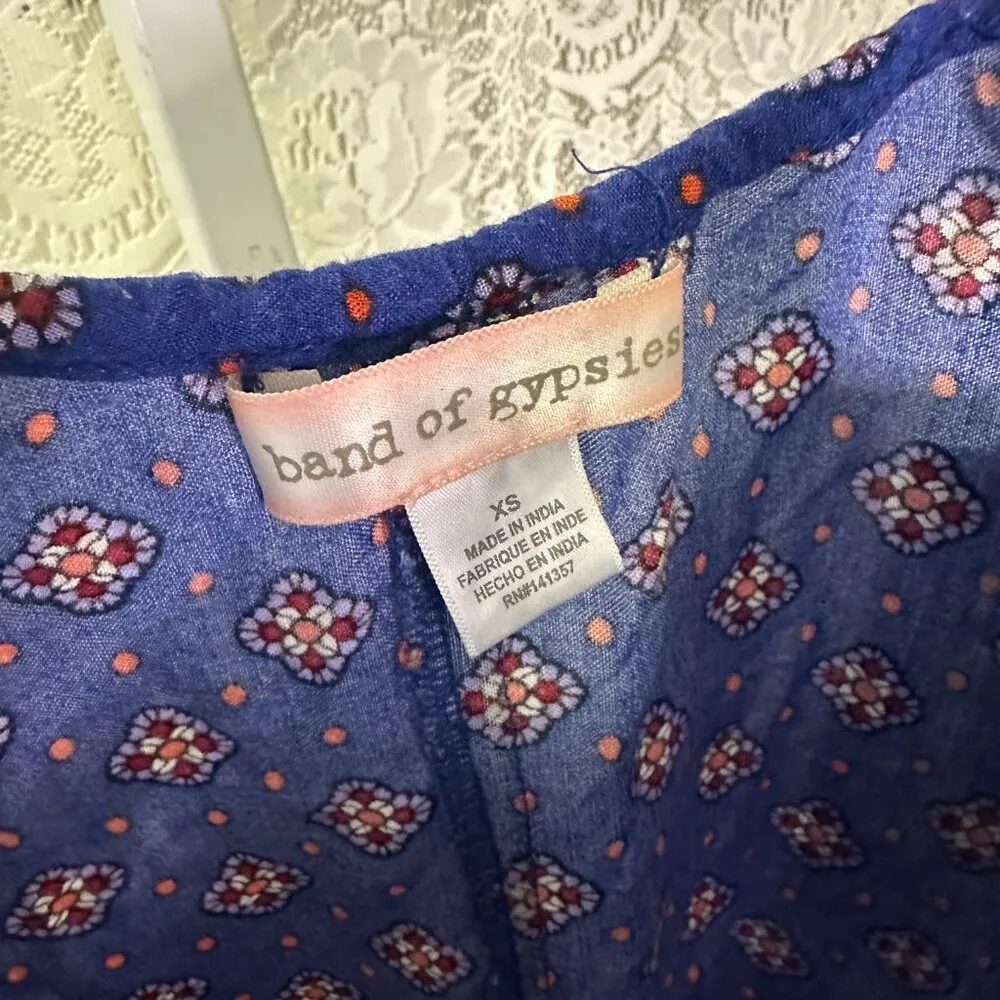 band of gypsies
XS
MADE IN INDIA
FABRIQUE EN INDE
HECHO EN INDIA
RN#141357